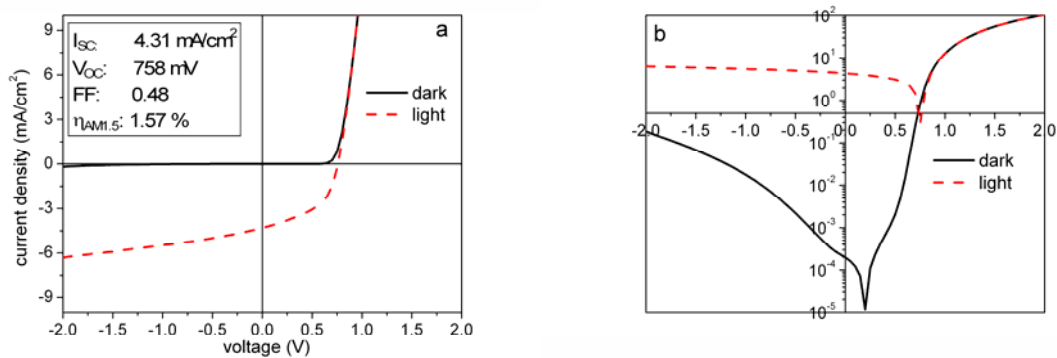 a
I_SC: 4.31 mA/cm²
V_OC: 758 mV
FF: 0.48
η_AM1.5: 1.57 %
dark
light
9
6
3
0
-3
-6
-9
current density (mA/cm²)
-2.0 -1.5 -1.0 -0.5 0.0 0.5 1.0 1.5 2.0
voltage (V)
b
10²
10¹
10⁰
-2.0 -1.5 -1.0 -0.5 0.0 0.5 1.0 1.5 2.0
10⁻¹
10⁻²
10⁻³
10⁻⁴
10⁻⁵
dark
light